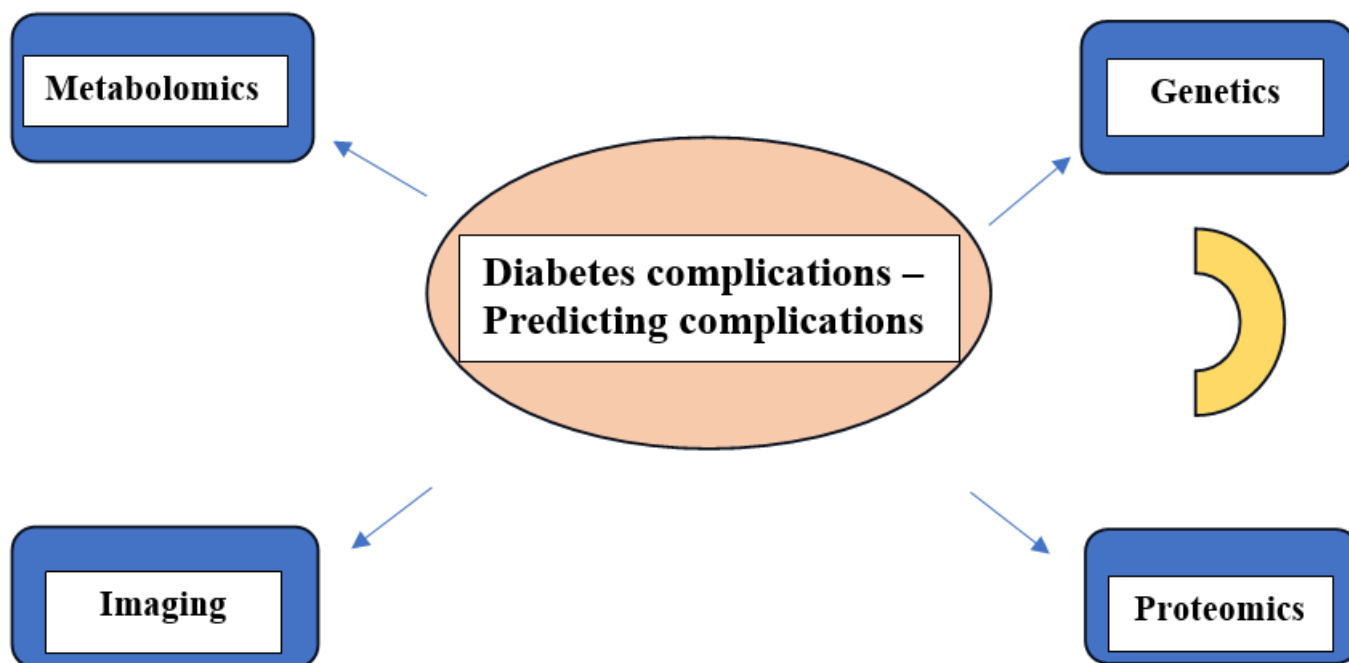 Metabolomics
Genetics
Diabetes complications –
Predicting complications
Imaging
Proteomics